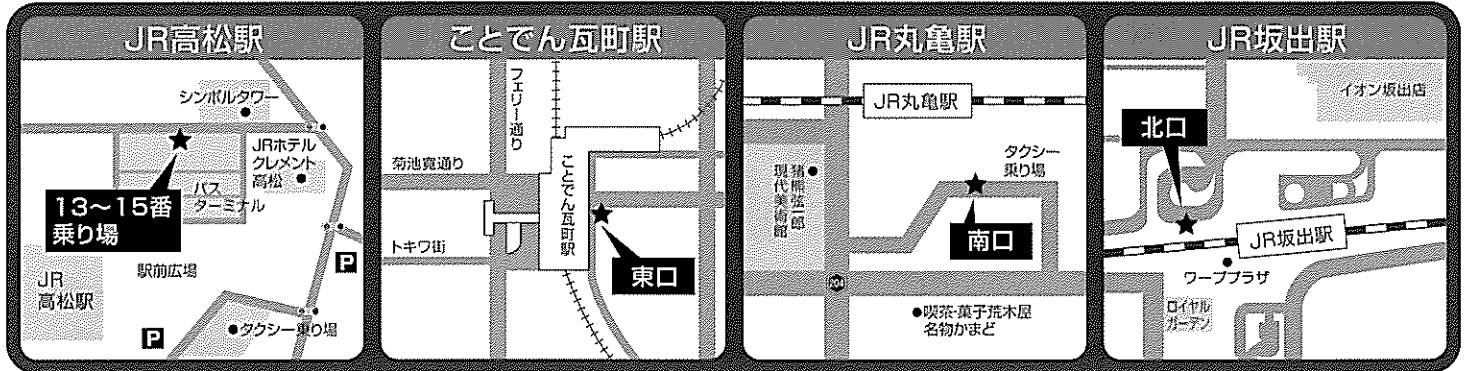 JR高松駅
シンボルタワー
JRホテル
クレメント
高松
バス
ターミナル
13〜15番
乗り場
駅前広場
JR
高松駅
P
P
タクシー乗り場
ことでん瓦町駅
フェリー通り
菊池寛通り
ことでん瓦町駅
トキワ街
東口
JR丸亀駅
JR丸亀駅
タクシー
乗り場
猪熊弦一郎
現代美術館
南口
204
喫茶・菓子荒木屋
名物かまど
JR坂出駅
イオン坂出店
北口
JR坂出駅
ワーププラザ
ロイヤル
ガーデン